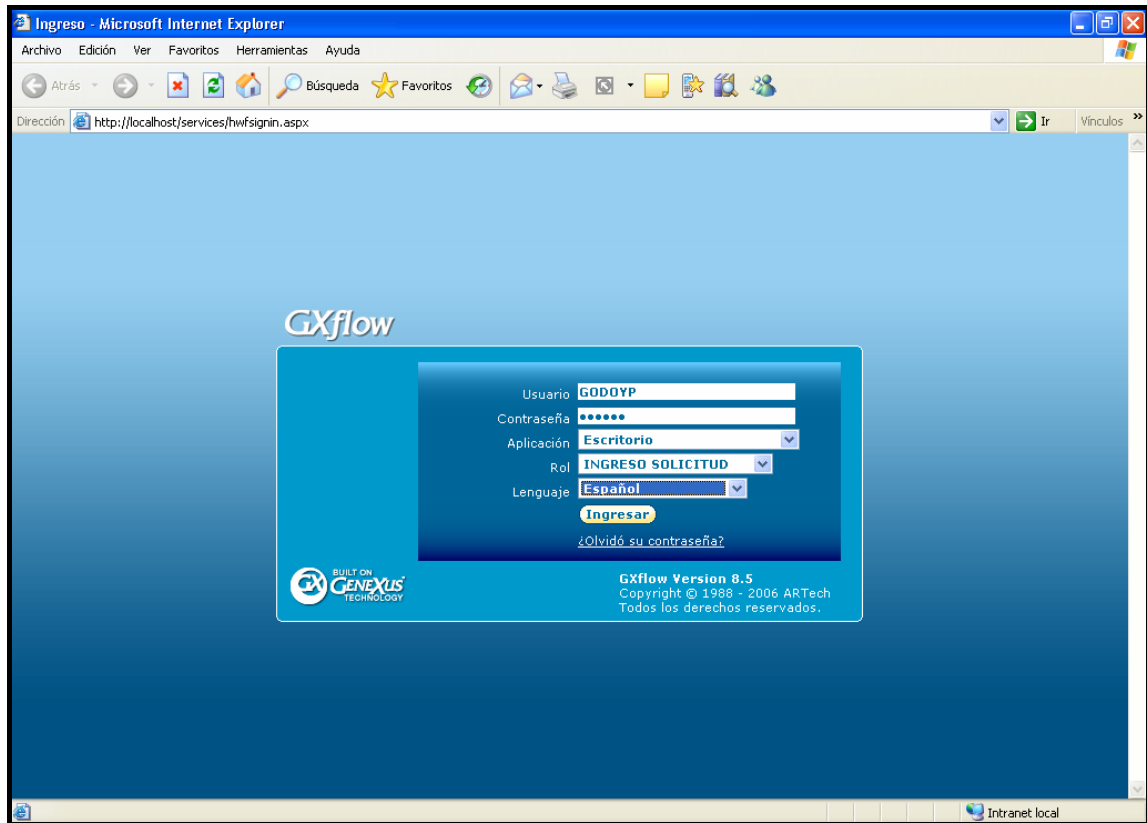 Ingreso - Microsoft Internet Explorer
Archivo Edición Ver Favoritos Herramientas Ayuda
Atrás Búsqueda Favoritos
Dirección http://localhost/services/hwfsignin.aspx Ir Vínculos »
GXflow
Usuario GODOYP
Contraseña ••••••
Aplicación Escritorio
Rol INGRESO SOLICITUD
Lenguaje Español
Ingresar
¿Olvidó su contraseña?
GX BUILT ON GENEXUS TECHNOLOGY
GXflow Version 8.5
Copyright © 1988 - 2006 ARTech
Todos los derechos reservados.
Intranet local